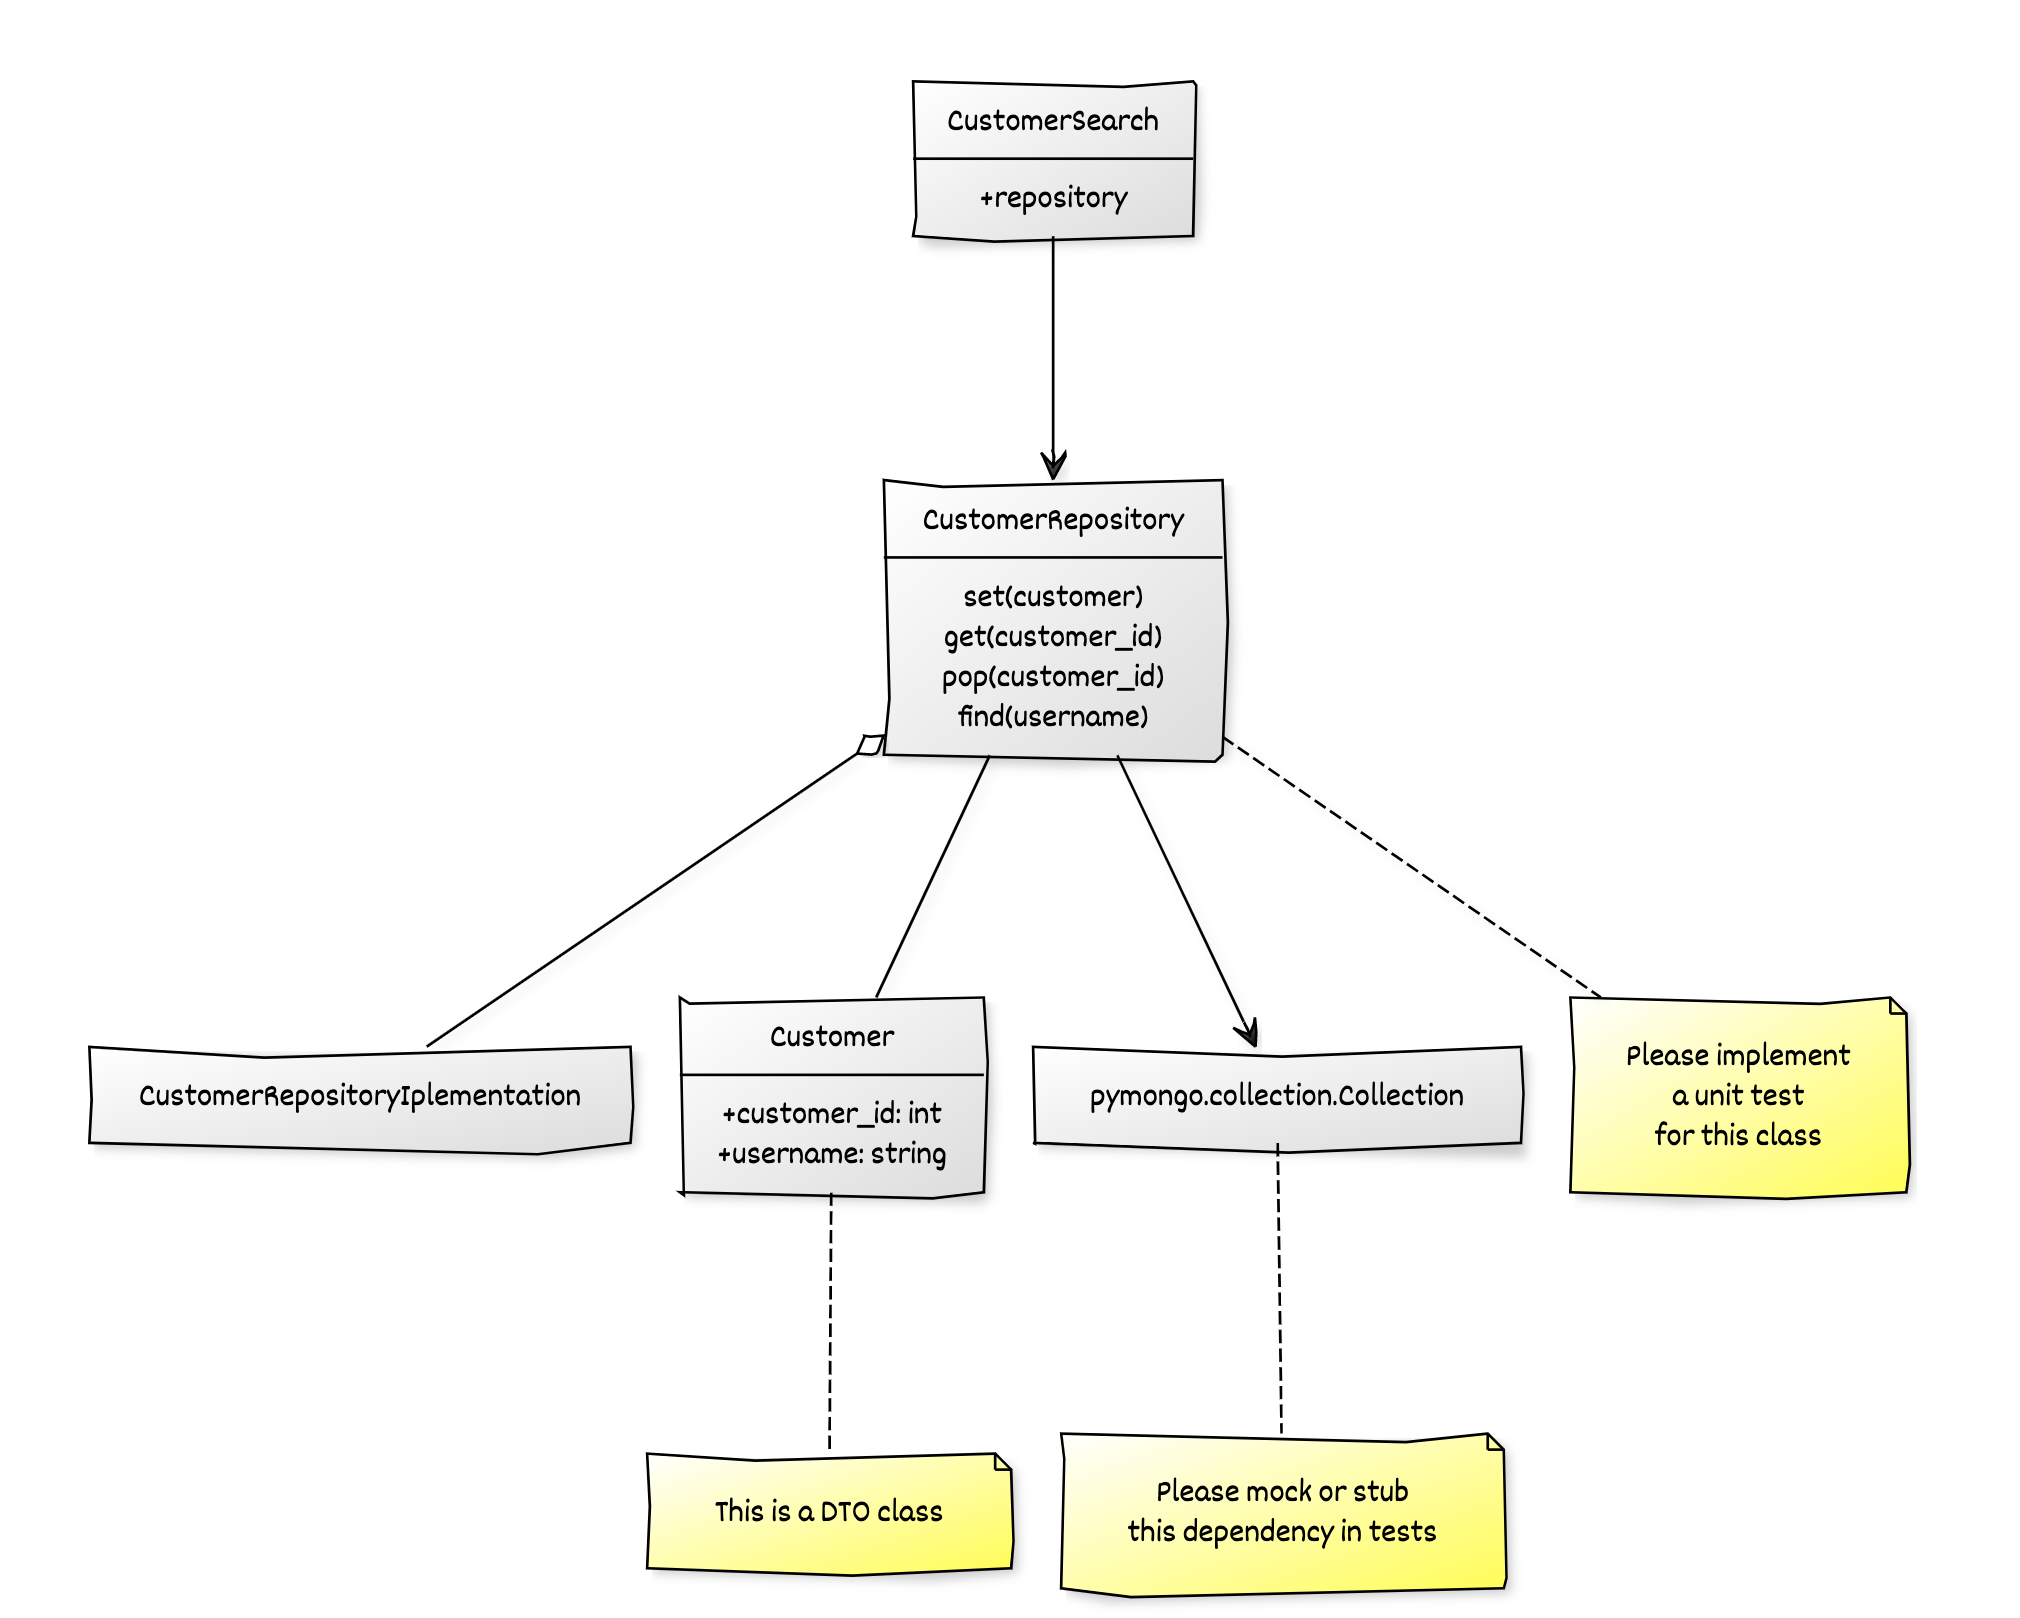 CustomerSearch
+repository
CustomerRepository
set(customer)
get(customer_id)
pop(customer_id)
find(username)
CustomerRepositoryIplementation
Customer
+customer_id: int
+username: string
pymongo.collection.Collection
Please implement
a unit test
for this class
This is a DTO class
Please mock or stub
this dependency in tests